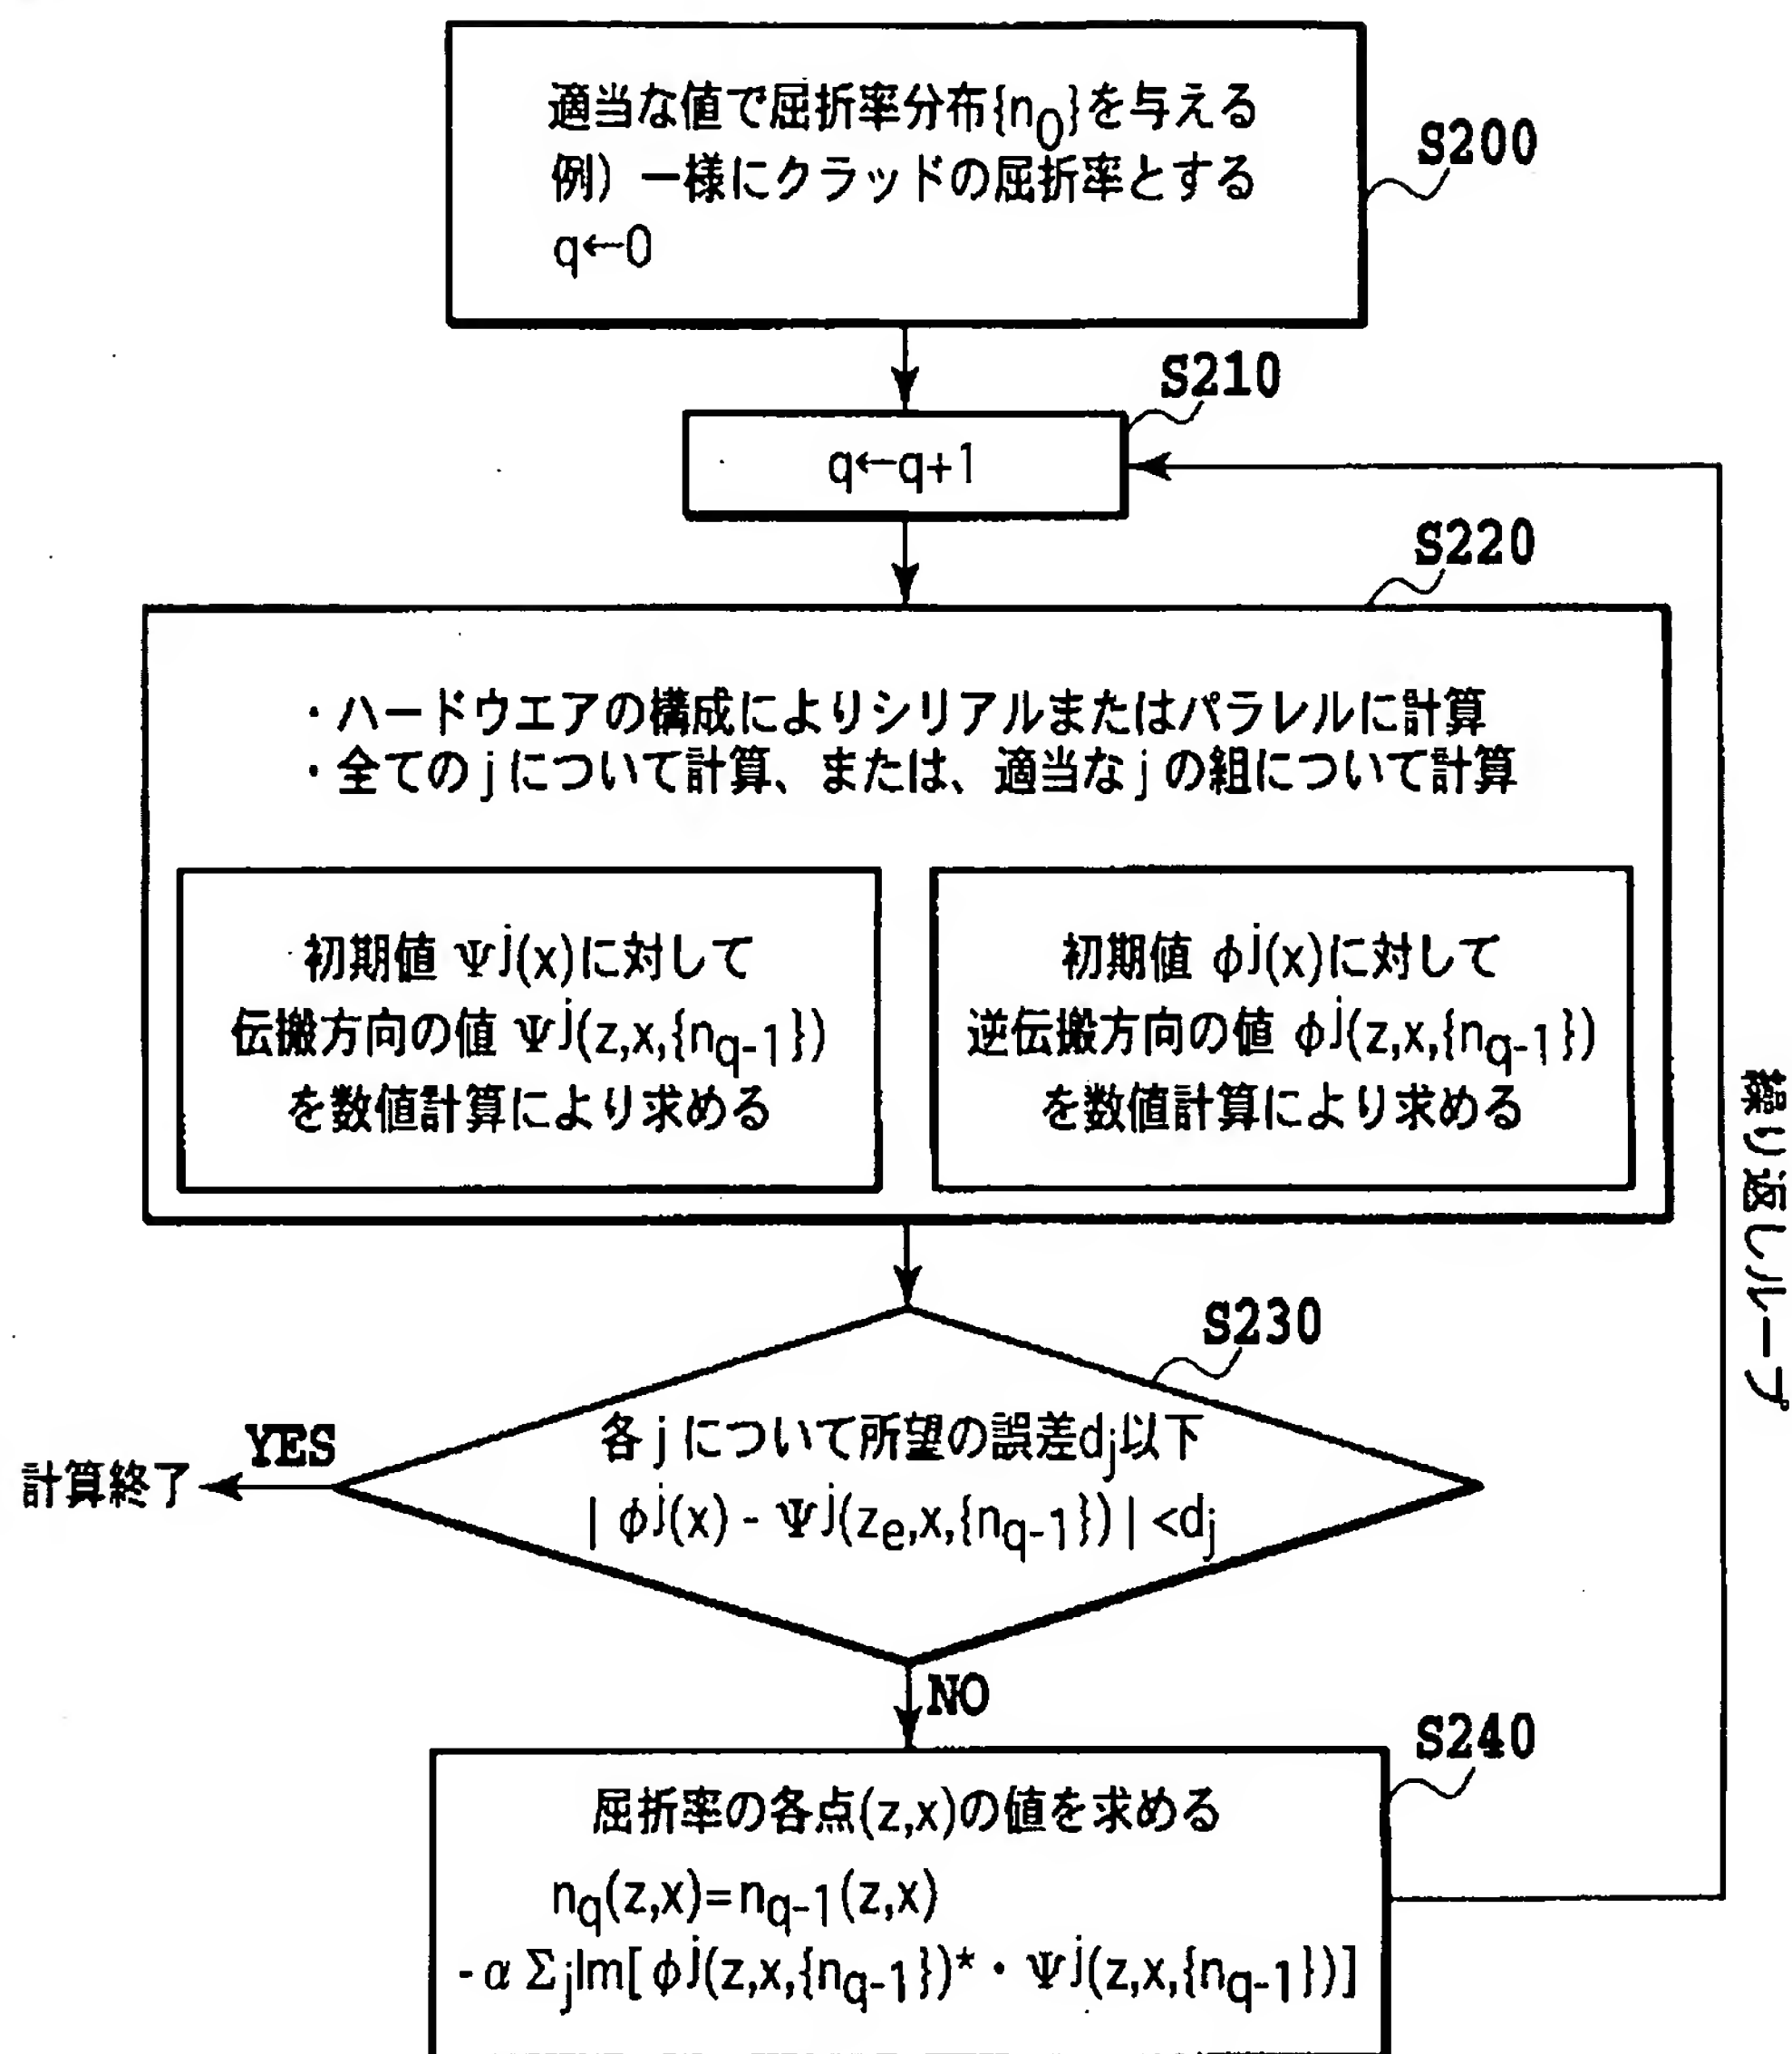 適当な値で屈折率分布{n0}を与える
例）一様にクラッドの屈折率とする
q←0
S200
S210
q←q+1
S220
・ハードウエアの構成によりシリアルまたはパラレルに計算
・全てのjについて計算、または、適当なjの組について計算
初期値 Ψj(x)に対して
伝搬方向の値 Ψj(z,x,{nq-1})
を数値計算により求める
初期値 φj(x)に対して
逆伝搬方向の値 φj(z,x,{nq-1})
を数値計算により求める
繰り返しループ
S230
各jについて所望の誤差dj以下
| φj(x) - Ψj(ze,x,{nq-1}) | <dj
YES
計算終了
NO
S240
屈折率の各点(z,x)の値を求める
nq(z,x)=nq-1(z,x)
-α ΣjIm[ φj(z,x,{nq-1})*・ Ψj(z,x,{nq-1})]